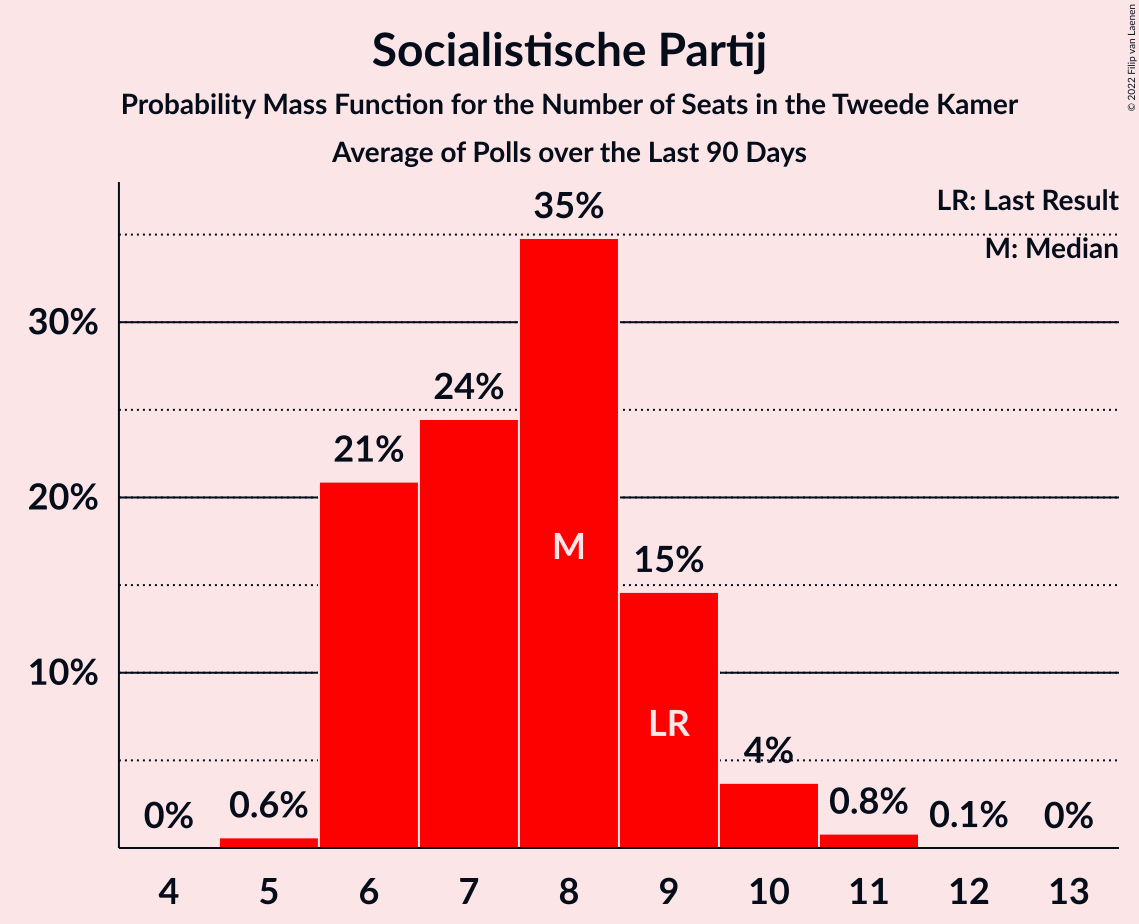 Socialistische Partij
Probability Mass Function for the Number of Seats in the Tweede Kamer
Average of Polls over the Last 90 Days
© 2022 Filip van Laenen
LR: Last Result
M: Median
30%
20%
10%
0%
0.6%
21%
24%
35%
15%
4%
0.8%
0.1%
0%
M
LR
4 5 6 7 8 9 10 11 12 13